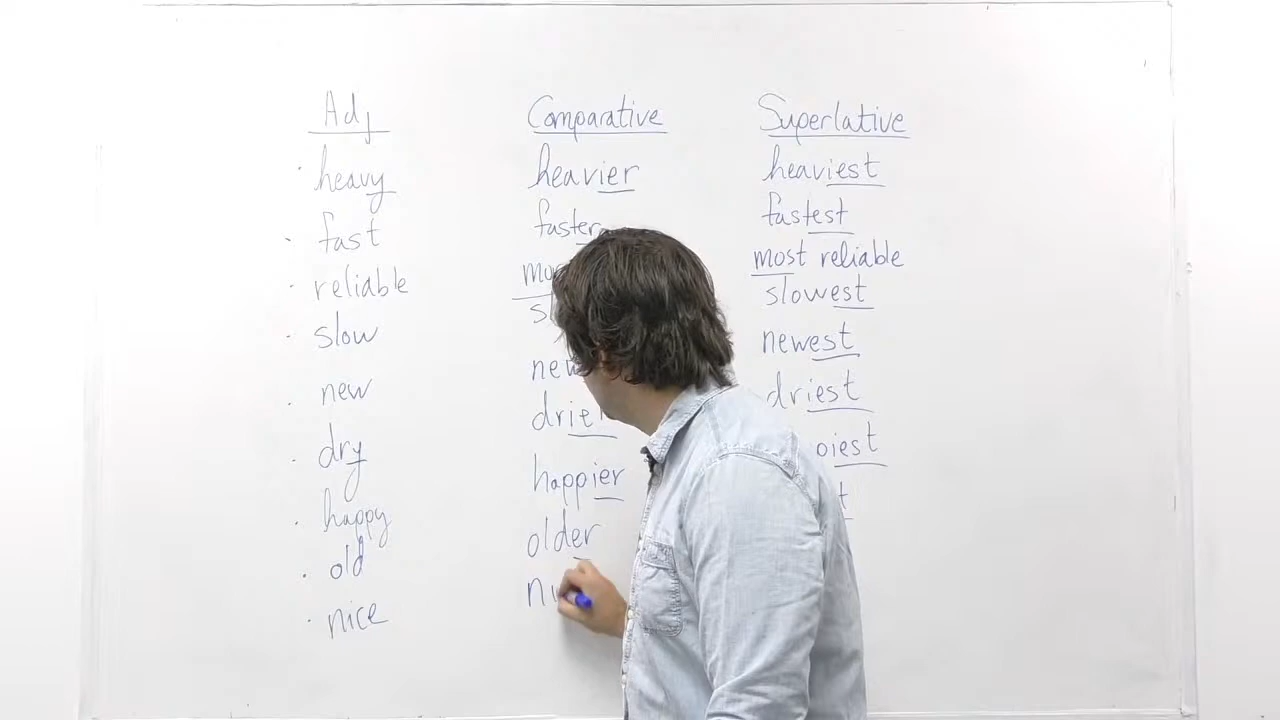 Adj Comparative Superlative
heavy heavier heaviest
fast faster fastest
reliable most reliable
slow slowest
new newest
dry drier driest
happy happier
old older
nice